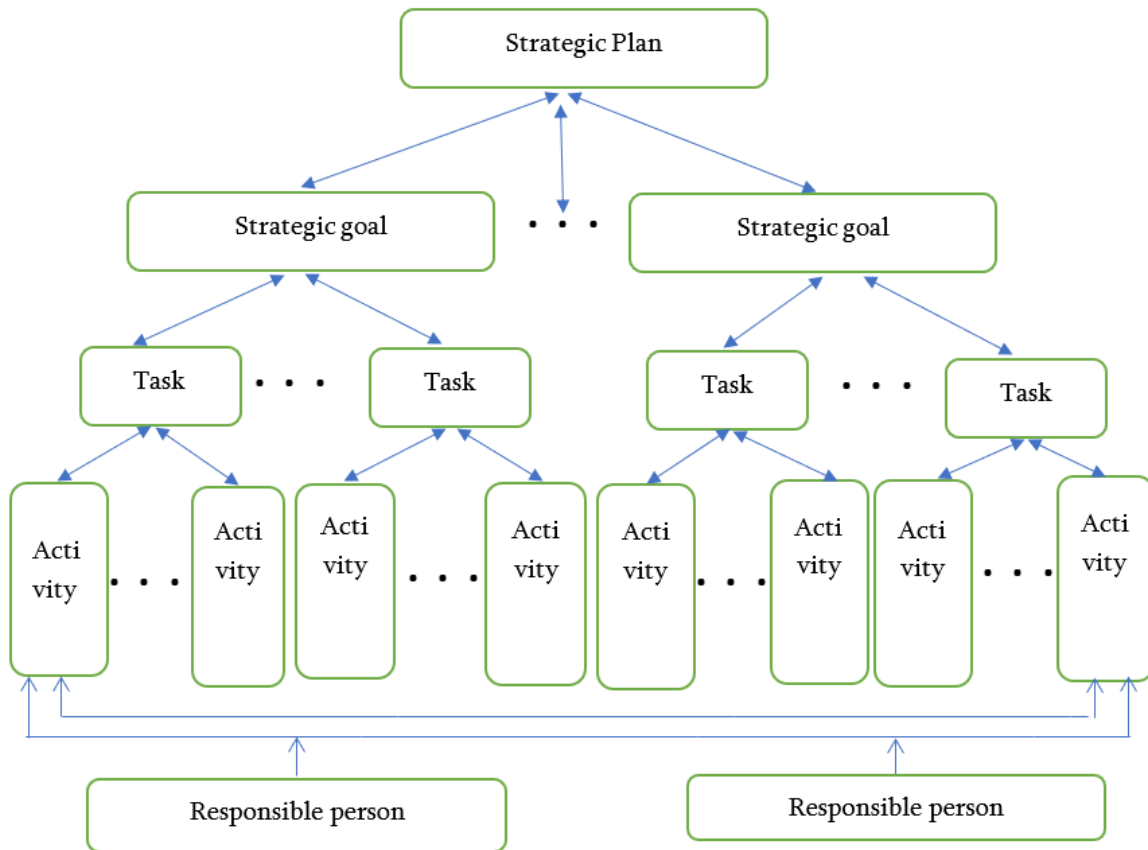 Strategic Plan
Strategic goal
Strategic goal
Task
Task
Task
Task
Acti
vity
Acti
vity
Acti
vity
Acti
vity
Acti
vity
Acti
vity
Acti
vity
Acti
vity
Responsible person
Responsible person